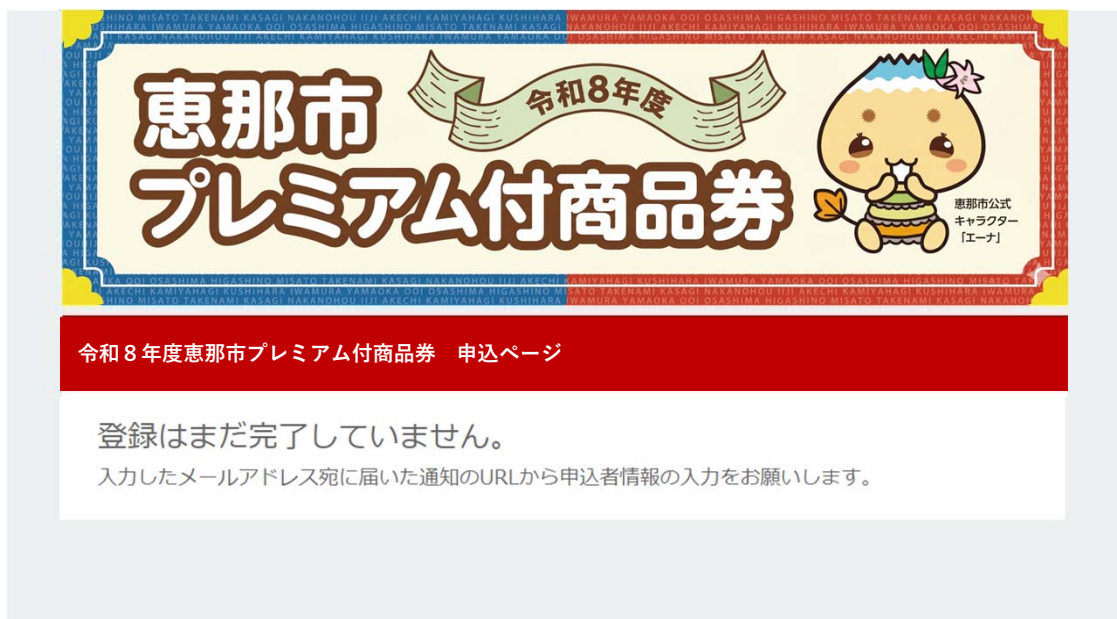 令和8年度
恵那市
プレミアム付商品券
恵那市公式
キャラクター
「エーナ」
令和８年度恵那市プレミアム付商品券　申込ページ
登録はまだ完了していません。
入力したメールアドレス宛に届いた通知のURLから申込者情報の入力をお願いします。